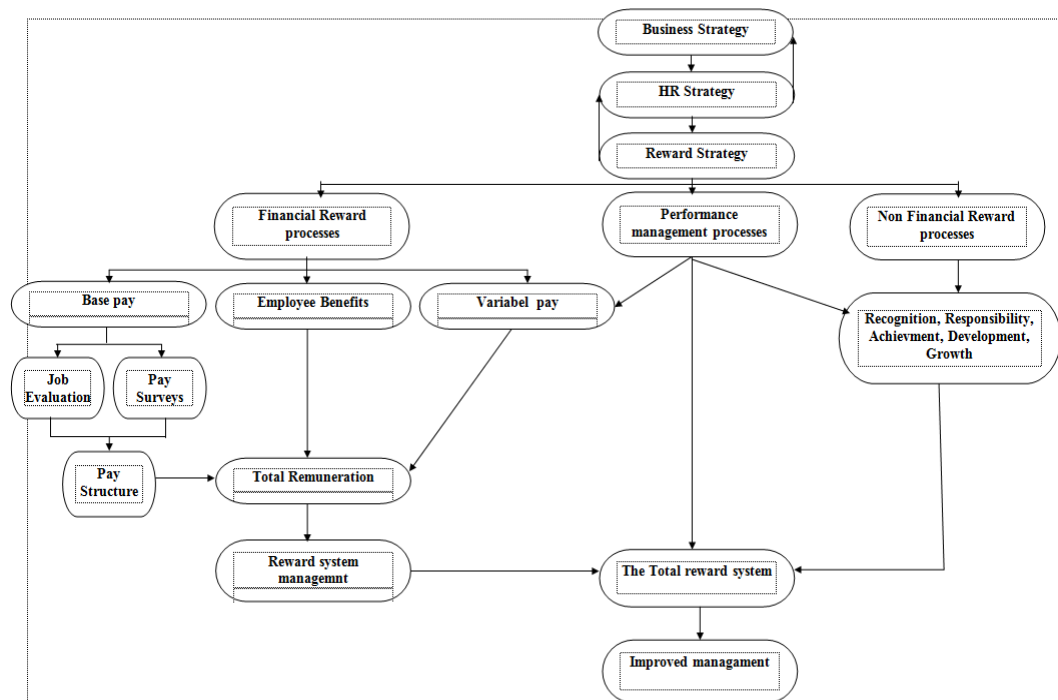 Business Strategy
HR Strategy
Reward Strategy
Financial Reward
processes
Performance
management processes
Non Financial Reward
processes
Base pay
Employee Benefits
Variabel pay
Recognition, Responsibility,
Achievment, Development,
Growth
Job
Evaluation
Pay
Surveys
Pay
Structure
Total Remuneration
Reward system
managemnt
The Total reward system
Improved managament